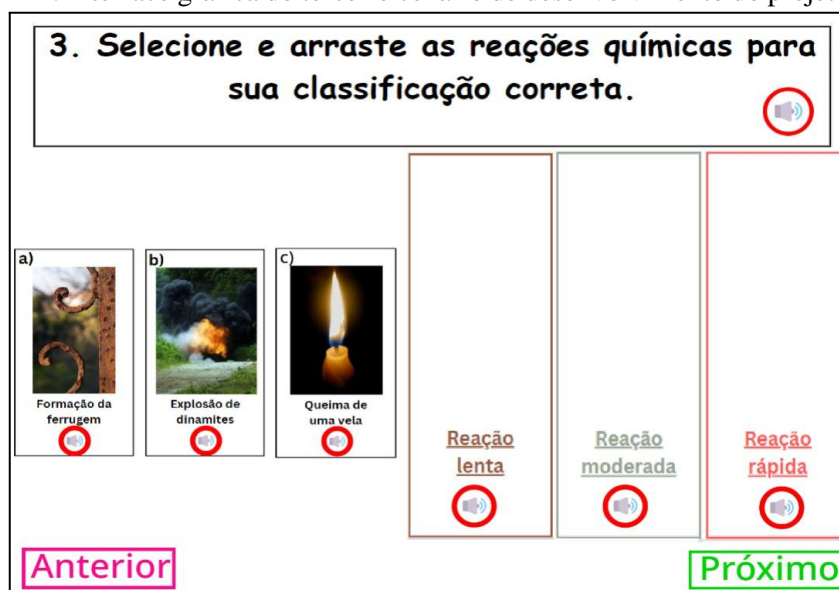 3. Selecione e arraste as reações químicas para
sua classificação correta.
a)
Formação da
ferrugem
b)
Explosão de
dinamites
c)
Queima de
uma vela
Reação
lenta
Reação
moderada
Reação
rápida
Anterior
Próximo